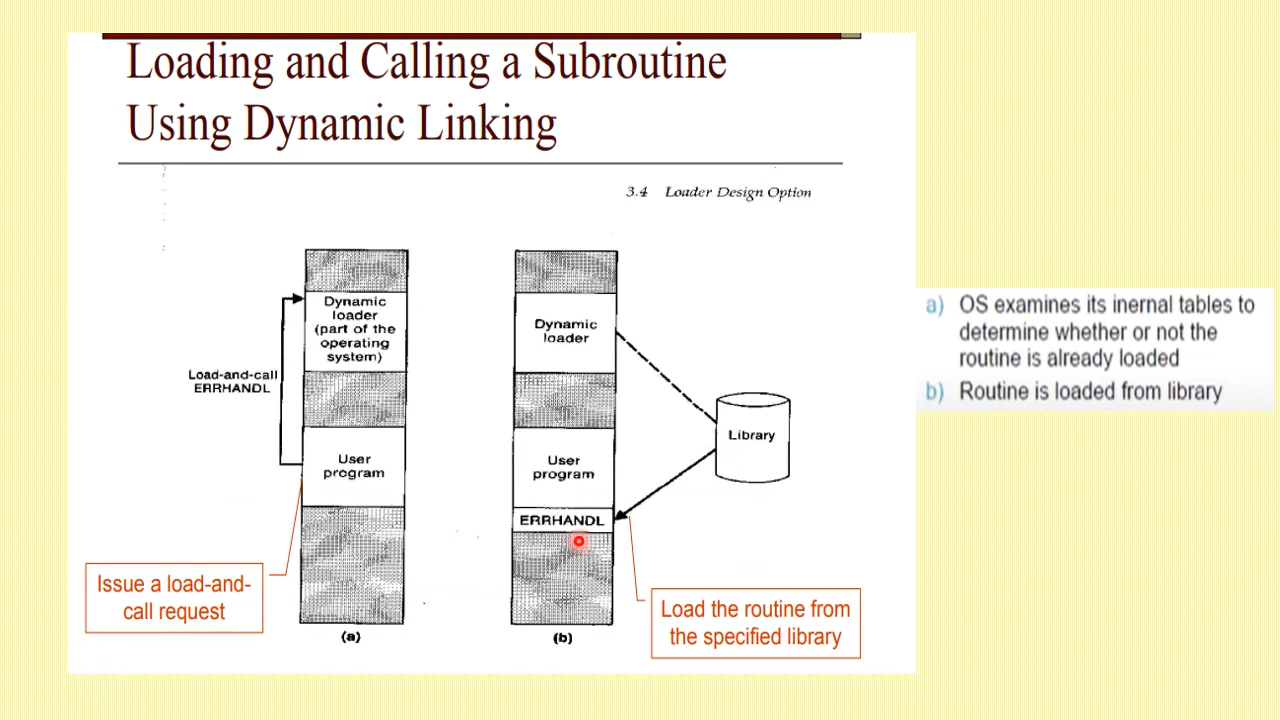 Loading and Calling a Subroutine
Using Dynamic Linking
3.4 Loader Design Option
Dynamic
loader
(part of the
operating
system)
Load-and-call
ERRHANDL
User
program
Issue a load-and-
call request
(a)
Dynamic
loader
Library
User
program
ERRHANDL
Load the routine from
the specified library
(b)
a) OS examines its inernal tables to
determine whether or not the
routine is already loaded
b) Routine is loaded from library